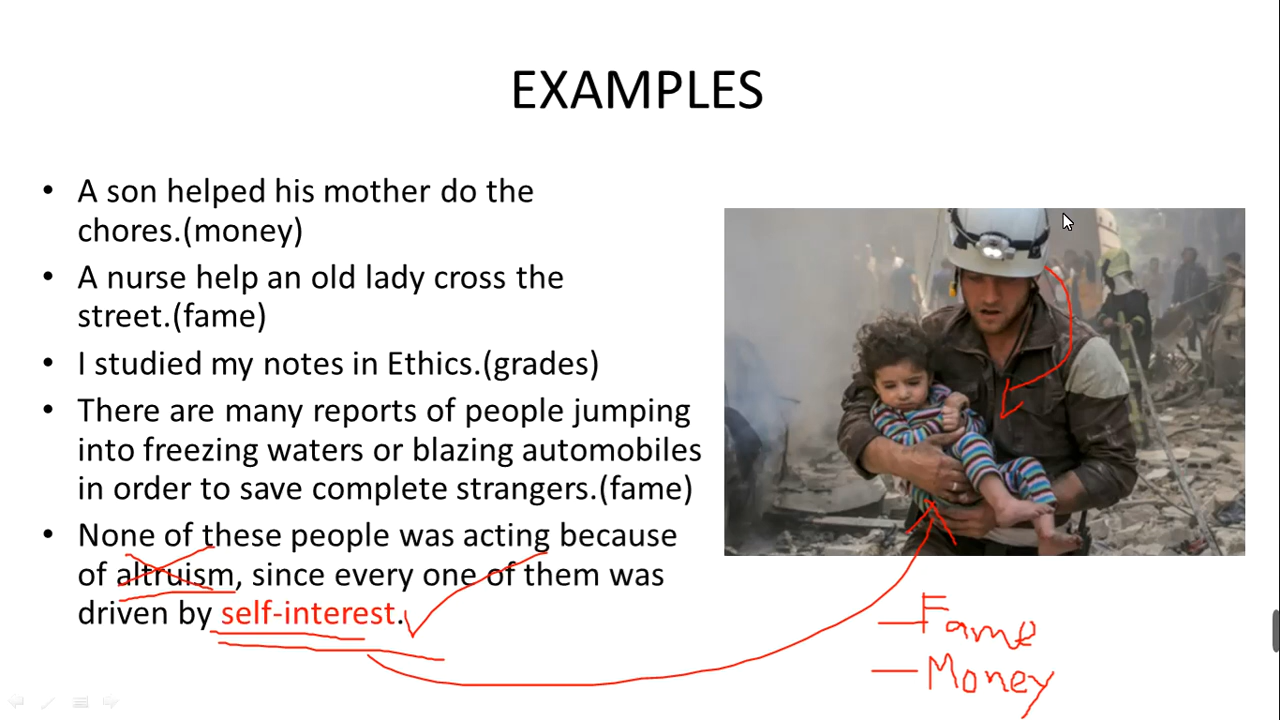 EXAMPLES
• A son helped his mother do the
chores.(money)
• A nurse help an old lady cross the
street.(fame)
• I studied my notes in Ethics.(grades)
• There are many reports of people jumping
into freezing waters or blazing automobiles
in order to save complete strangers.(fame)
• None of these people was acting because
of altruism, since every one of them was
driven by self-interest.
— Fame
— Money